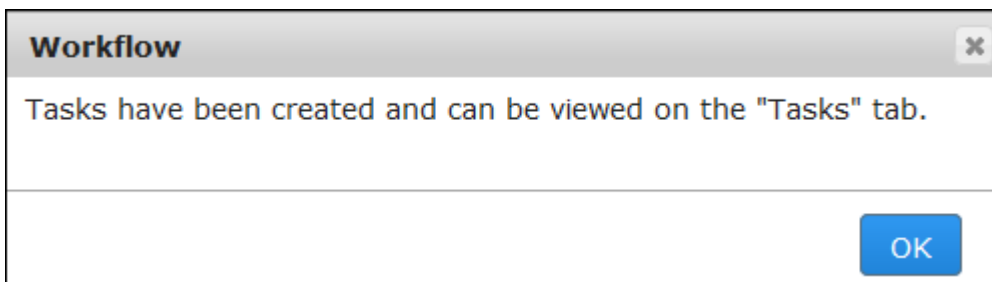 Workflow
Tasks have been created and can be viewed on the "Tasks" tab.
OK